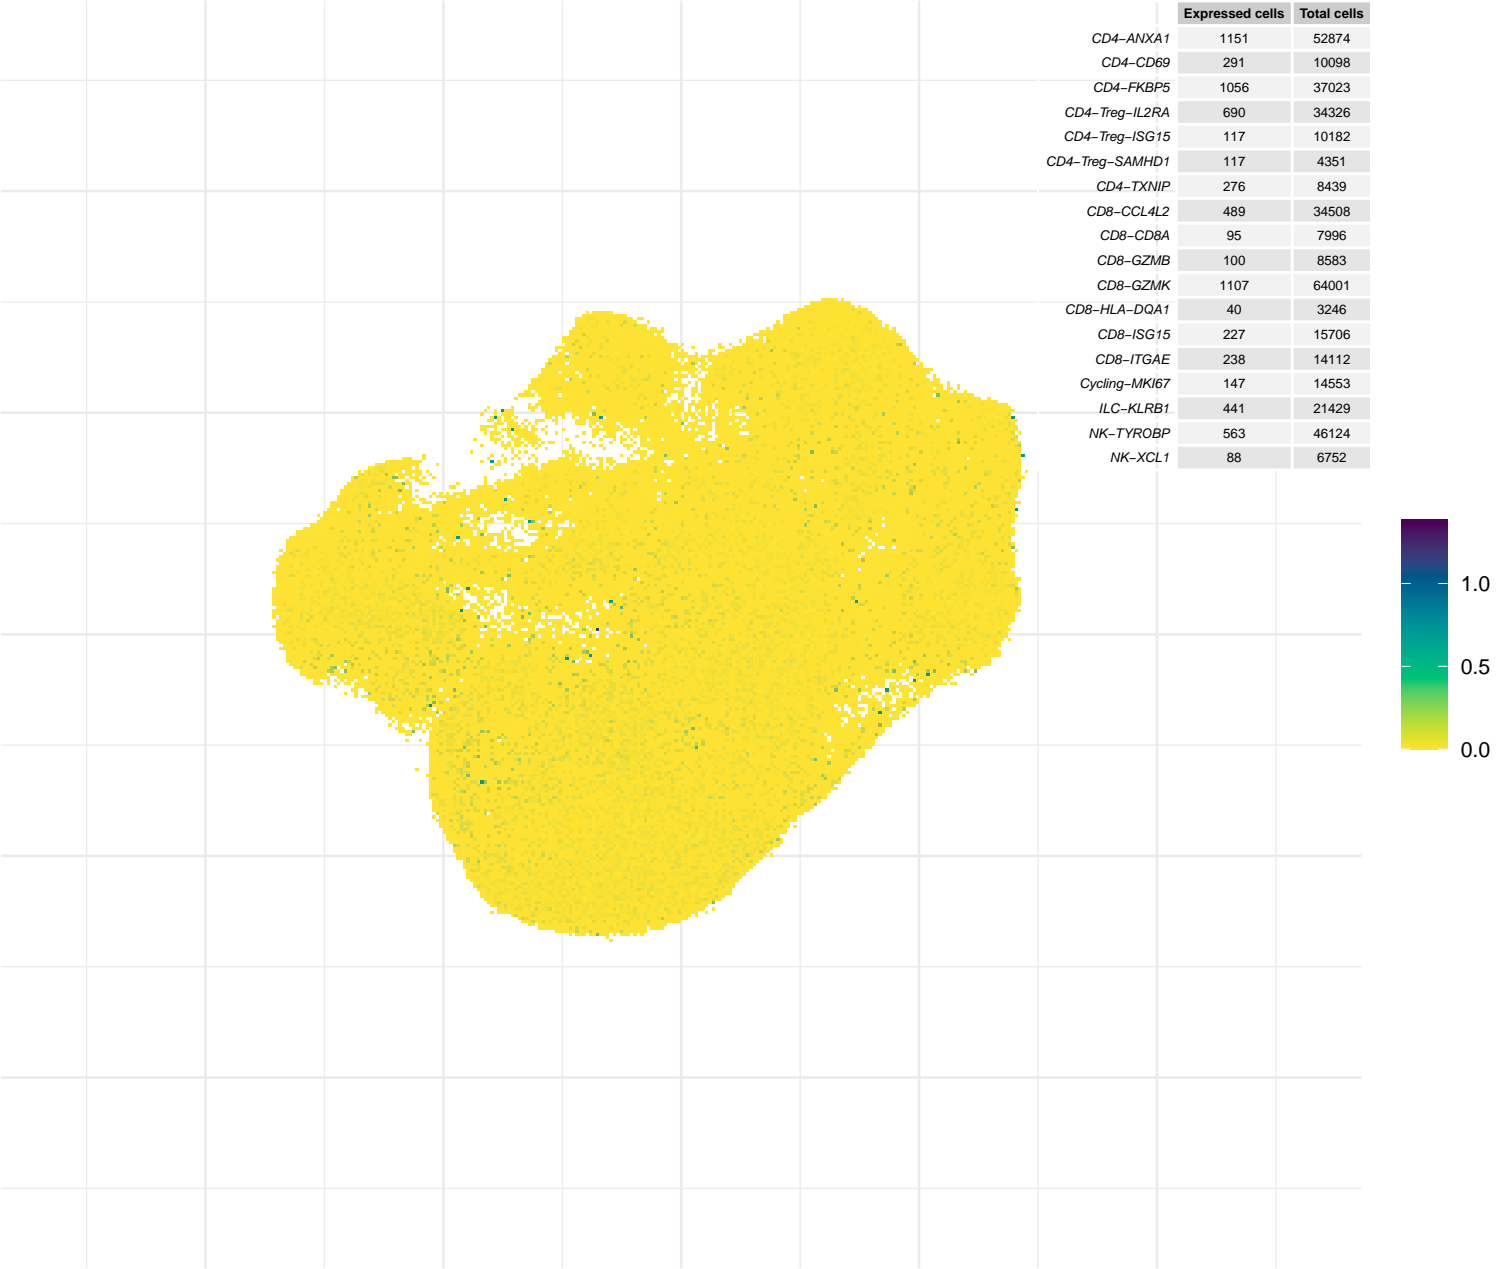 Expressed cells Total cells
CD4−ANXA1 1151 52874
CD4−CD69 291 10098
CD4−FKBP5 1056 37023
CD4−Treg−IL2RA 690 34326
CD4−Treg−ISG15 117 10182
CD4−Treg−SAMHD1 117 4351
CD4−TXNIP 276 8439
CD8−CCL4L2 489 34508
CD8−CD8A 95 7996
CD8−GZMB 100 8583
CD8−GZMK 1107 64001
CD8−HLA−DQA1 40 3246
CD8−ISG15 227 15706
CD8−ITGAE 238 14112
Cycling−MKI67 147 14553
ILC−KLRB1 441 21429
NK−TYROBP 563 46124
NK−XCL1 88 6752
1.0
0.5
0.0